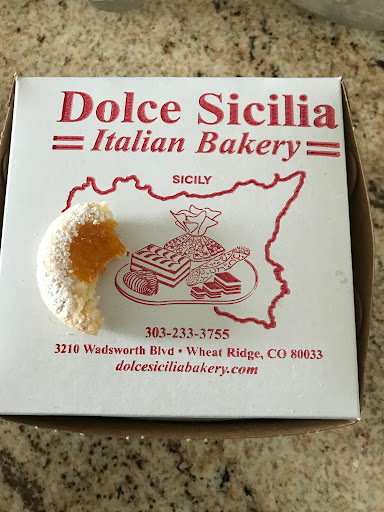 Dolce Sicilia
Italian Bakery
SICILY
303-233-3755
3210 Wadsworth Blvd • Wheat Ridge, CO 80033
dolcesiciliabakery.com